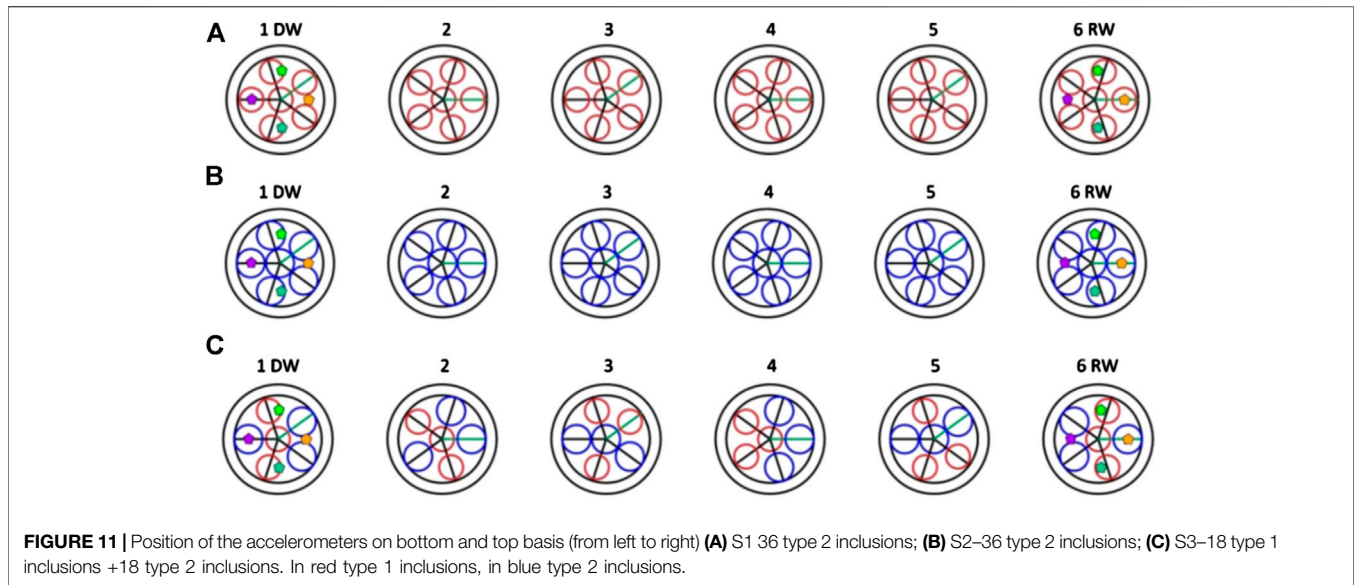 A
1 DW 2 3 4 5 6 RW
B
1 DW 2 3 4 5 6 RW
C
1 DW 2 3 4 5 6 RW
FIGURE 11 | Position of the accelerometers on bottom and top basis (from left to right) (A) S1 36 type 2 inclusions; (B) S2–36 type 2 inclusions; (C) S3–18 type 1
inclusions +18 type 2 inclusions. In red type 1 inclusions, in blue type 2 inclusions.